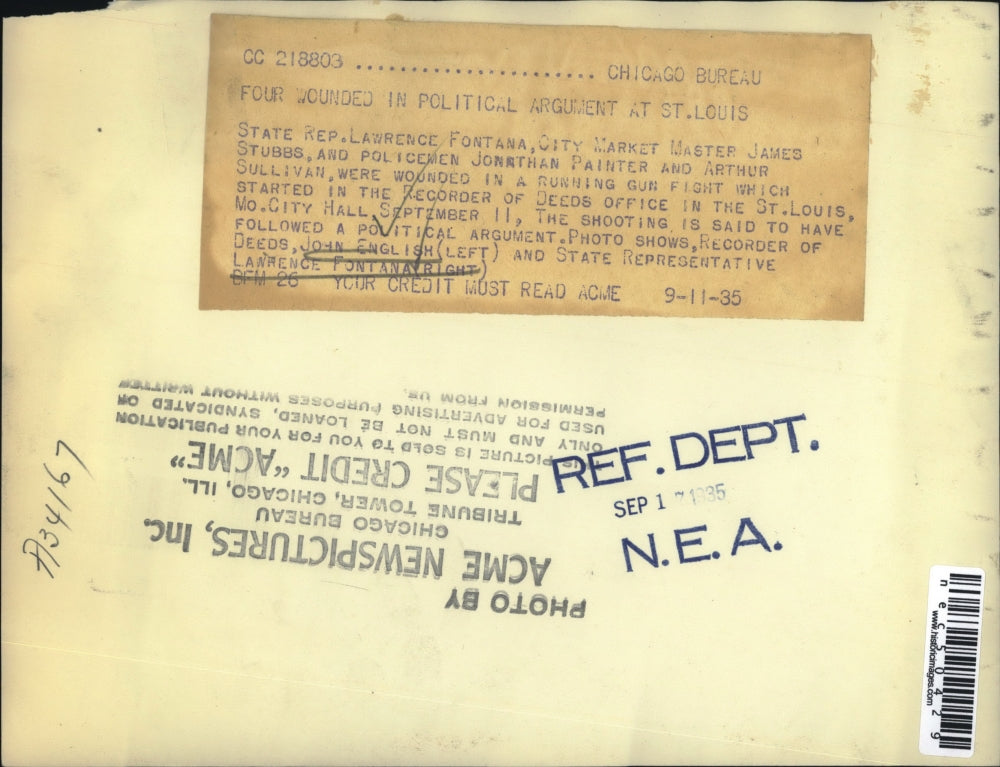 CC 218803 ........................ CHICAGO BUREAU
FOUR WOUNDED IN POLITICAL ARGUMENT AT ST.LOUIS
STATE REP.LAWRENCE FONTANA,CITY MARKET MASTER JAMES
STUBBS,AND POLICEMEN JONATHAN PAINTER AND ARTHUR
SULLIVAN,WERE WOUNDED IN A RUNNING GUN FIGHT WHICH
STARTED IN THE RECORDER OF DEEDS OFFICE IN THE ST.LOUIS,
MO.CITY HALL,SEPTEMBER 11, THE SHOOTING IS SAID TO HAVE
FOLLOWED A POLITICAL ARGUMENT.PHOTO SHOWS,RECORDER OF
DEEDS,JOHN ENGLISH(LEFT) AND STATE REPRESENTATIVE
LAWRENCE FONTANA(RIGHT)
BFM 26 YOUR CREDIT MUST READ ACME 9-11-35
PHOTO BY
ACME NEWSPICTURES, Inc.
CHICAGO BUREAU
TRIBUNE TOWER, CHICAGO, ILL.
PLEASE CREDIT "ACME"
PICTURE IS SOLD TO YOU FOR YOUR PUBLICATION
ONLY AND MUST NOT BE LOANED, SYNDICATED OR
USED FOR ADVERTISING PURPOSES WITHOUT WRITTEN
PERMISSION FROM US.
REF. DEPT.
SEP 17 1935
N. E. A.
A34167
nec50429
www.historicimages.com